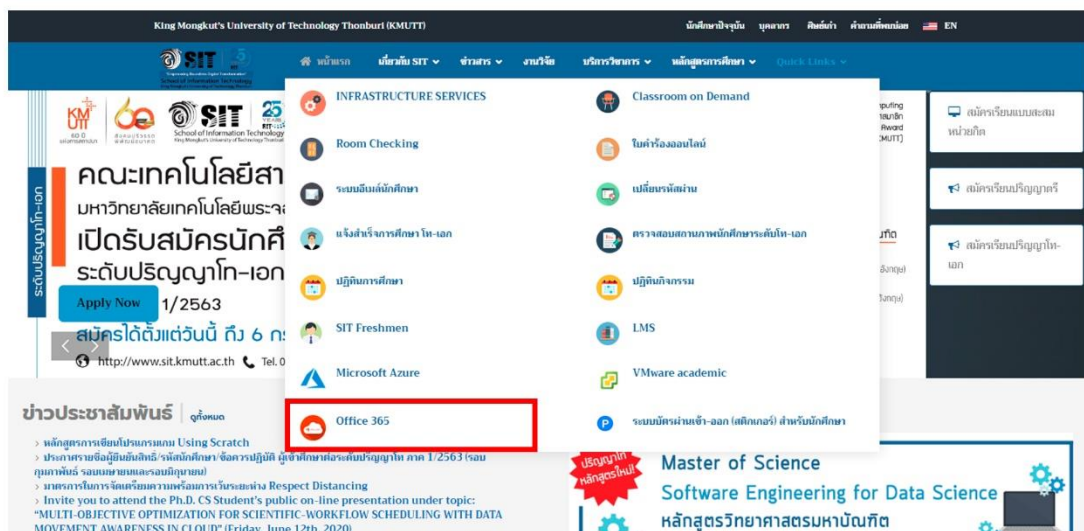 King Mongkut's University of Technology Thonburi (KMUTT)
นักศึกษาปัจจุบัน บุคลากร ศิษย์เก่า คำถามที่พบบ่อย EN
SIT
School of Information Technology
หน้าแรก เกี่ยวกับ SIT ข่าวสาร งานวิจัย บริการวิชาการ หลักสูตรการศึกษา Quick Links
SIT 25
School of Information Technology
INFRASTRUCTURE SERVICES
Classroom on Demand
Room Checking
ใบคำร้องออนไลน์
ระบบอีเมล์นักศึกษา
เปลี่ยนรหัสผ่าน
แจ้งสำเร็จการศึกษา โท-เอก
ตรวจสอบสถานภาพนักศึกษาระดับโท-เอก
ปฏิทินการศึกษา
ปฏิทินกิจกรรม
SIT Freshmen
LMS
Microsoft Azure
VMware academic
Office 365
ระบบบัตรผ่านเข้า-ออก (สติกเกอร์) สำหรับนักศึกษา
ระดับปริญญาโท-เอก
คณะเทคโนโลยีสา
มหาวิทยาลัยเทคโนโลยีพระจ
เปิดรับสมัครนักศึ
ระดับปริญญาโท-เอก
Apply Now 1/2563
สมัครได้ตั้งแต่วันนี้ ถึง 6 ก
http://www.sit.kmutt.ac.th Tel. 0
puting
Award
KMUTT)
อังกฤษ)
สมัครเรียนแบบสะสม
หน่วยกิต
สมัครเรียนปริญญาตรี
สมัครเรียนปริญญาโท-
เอก
ข่าวประชาสัมพันธ์ ดูทั้งหมด
> หลักสูตรการเขียนโปรแกรมเกม Using Scratch
> ประกาศรายชื่อผู้ยืนยันสิทธิ์/รหัสนักศึกษา/ข้อควรปฏิบัติ ผู้เข้าศึกษาต่อระดับปริญญาโท ภาค 1/2563 (รอบ
กุมภาพันธ์ รอบเมษายนและรอบมิถุนายน)
> มาตรการในการจัดเตรียมความพร้อมการเว้นระยะห่าง Respect Distancing
> Invite you to attend the Ph.D. CS Student's public on-line presentation under topic:
"MULTI-OBJECTIVE OPTIMIZATION FOR SCIENTIFIC-WORKFLOW SCHEDULING WITH DATA
MOVEMENT AWARENESS IN CLOUD" (Friday, June 12th, 2020)
ปริญญาโท
หลักสูตรใหม่!
Master of Science
Software Engineering for Data Science
หลักสูตรวิทยาศาสตรมหาบัณฑิต